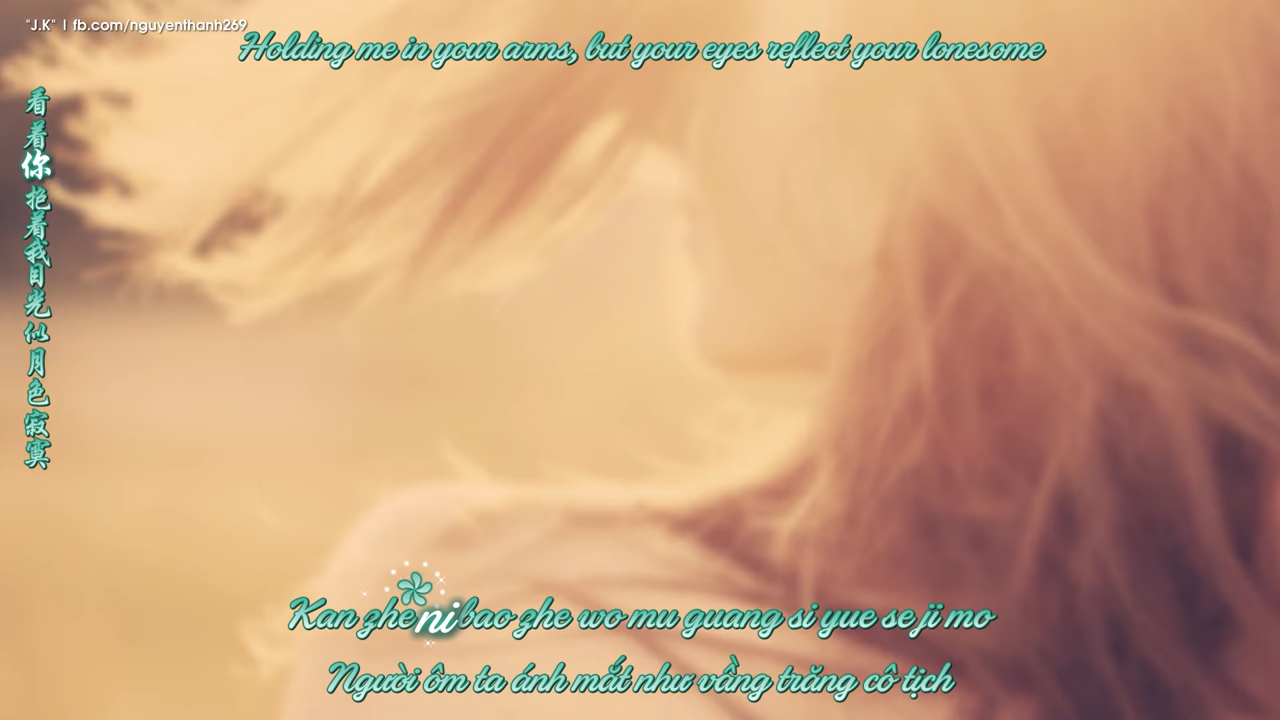 "J.K" | fb.com/nguyenthanh269
Holding me in your arms, but your eyes reflect your lonesome
看着你抱着我目光似月色寂寞
Kan zhe ni bao zhe wo mu guang si yue se ji mo
Người ôm ta ánh mắt như vầng trăng cô tịch